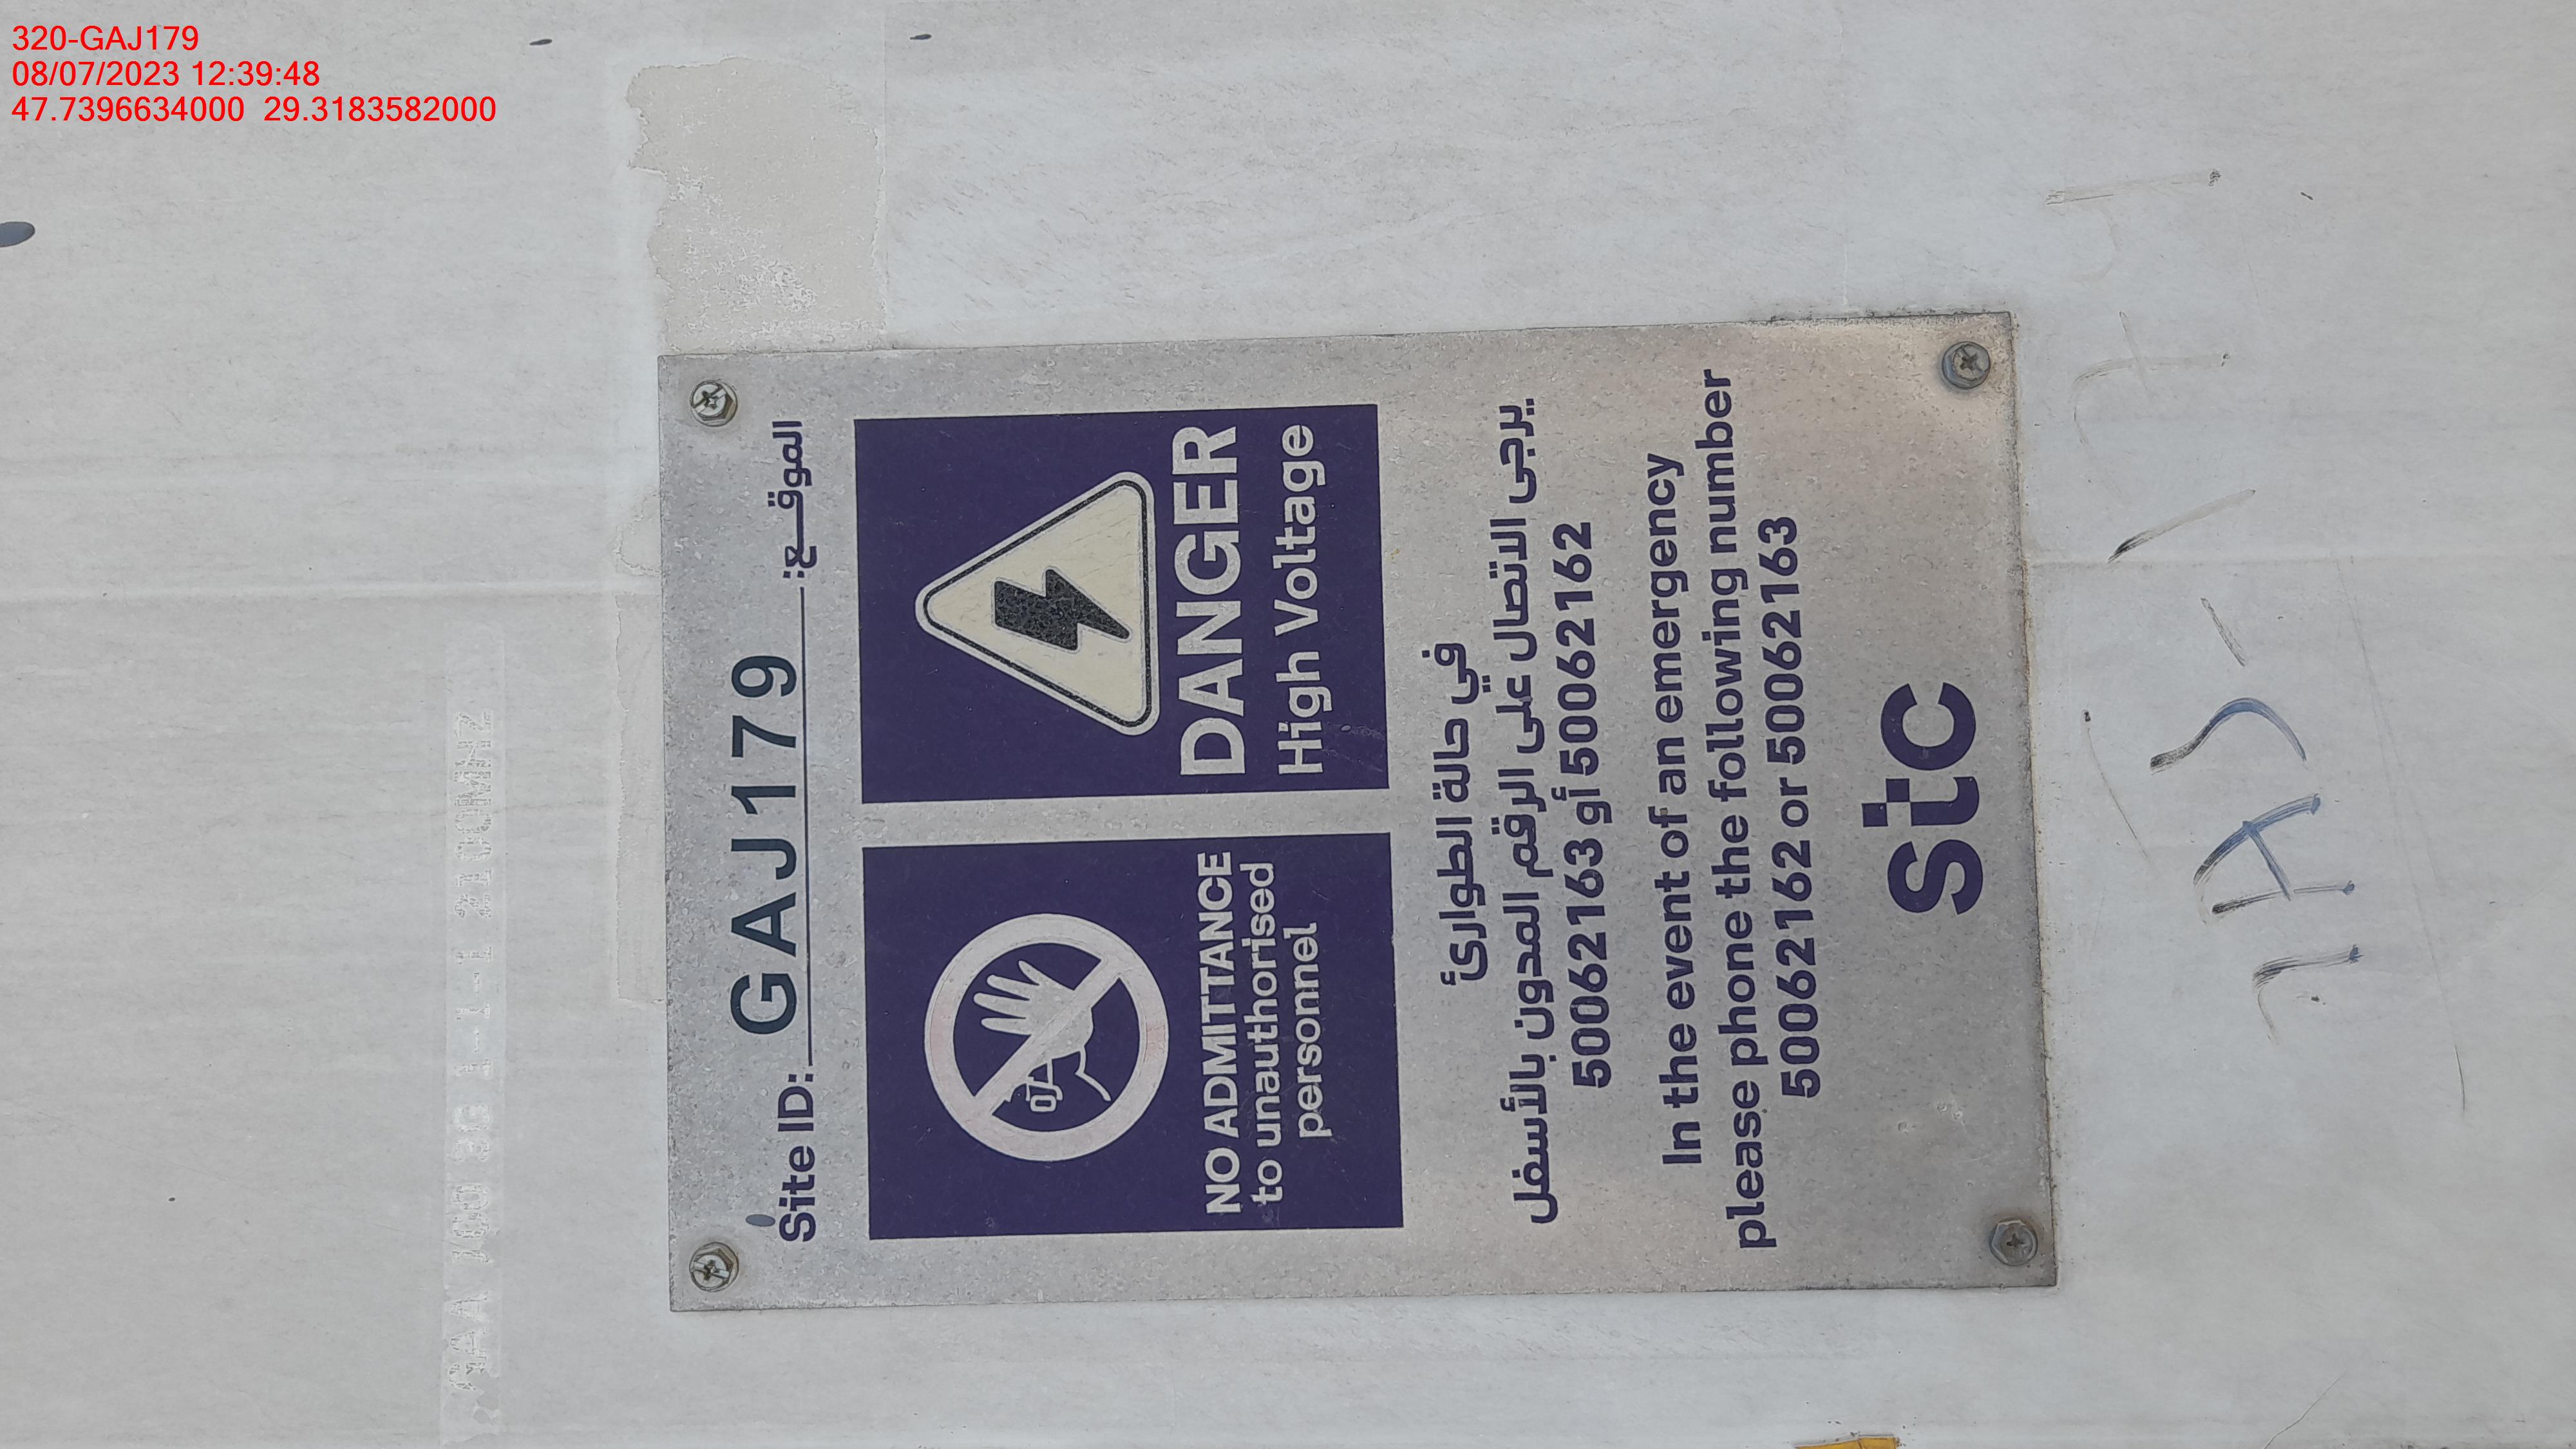 320-GAJ179
08/07/2023 12:39:48
47.7396634000 29.3183582000
Site ID: GAJ179 الموقـــع:
NO ADMITTANCE
to unauthorised
personnel
DANGER
High Voltage
في حالة الطوارئ
يرجى الاتصال على الرقم المدون بالأسفل
50062163 أو 50062162
In the event of an emergency
please phone the following number
50062162 or 50062163
stc